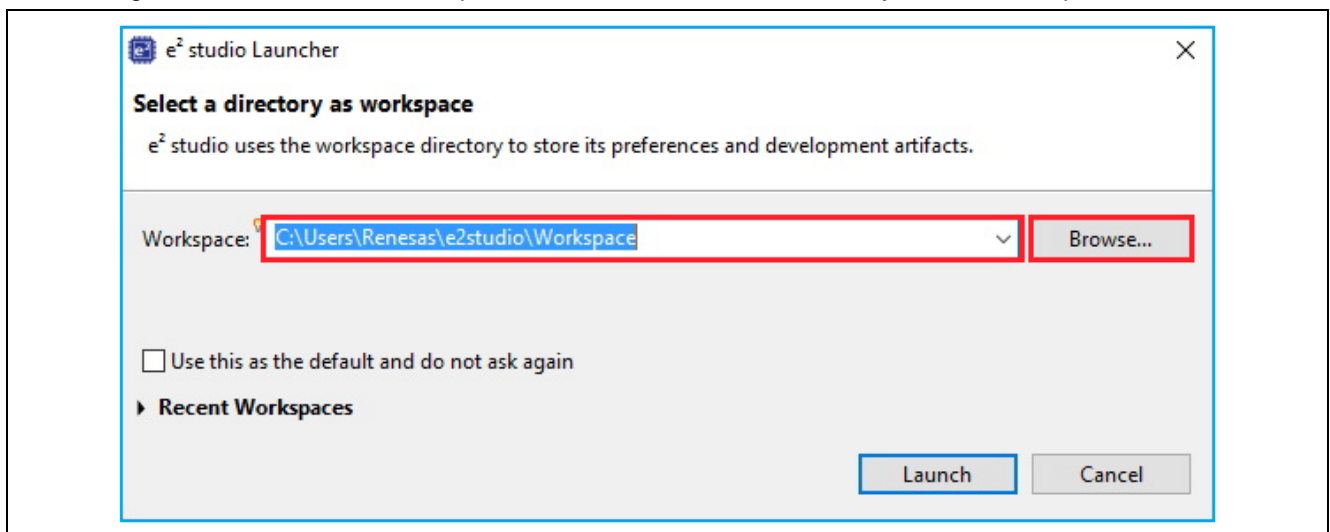 e² studio Launcher
Select a directory as workspace
e² studio uses the workspace directory to store its preferences and development artifacts.
Workspace: C:\Users\Renesas\e2studio\Workspace Browse...
Use this as the default and do not ask again
Recent Workspaces
Launch Cancel